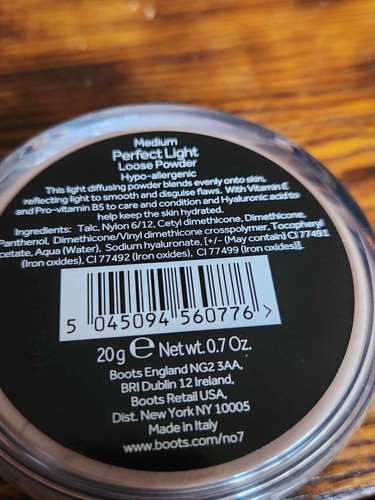 Medium
Perfect Light
Loose Powder
Hypo-allergenic
This light diffusing powder blends evenly onto skin,
reflecting light to smooth and disguise flaws. With Vitamin E
and Pro-vitamin B5 to care and condition and Hyaluronic acid to
help keep the skin hydrated.
Ingredients: Talc, Nylon 6/12, Cetyl dimethicone, Dimethicone,
Panthenol, Dimethicone/Vinyl dimethicone crosspolymer, Tocopheryl
acetate, Aqua (Water), Sodium hyaluronate, [+/- (May contain) CI 77491
(Iron oxides), CI 77492 (Iron oxides), CI 77499 (Iron oxides)].
5 045094 560776 >
20 g e Net wt. 0.7 Oz.
Boots England NG2 3AA,
BRI Dublin 12 Ireland,
Boots Retail USA,
Dist. New York NY 10005
Made in Italy
www.boots.com/no7